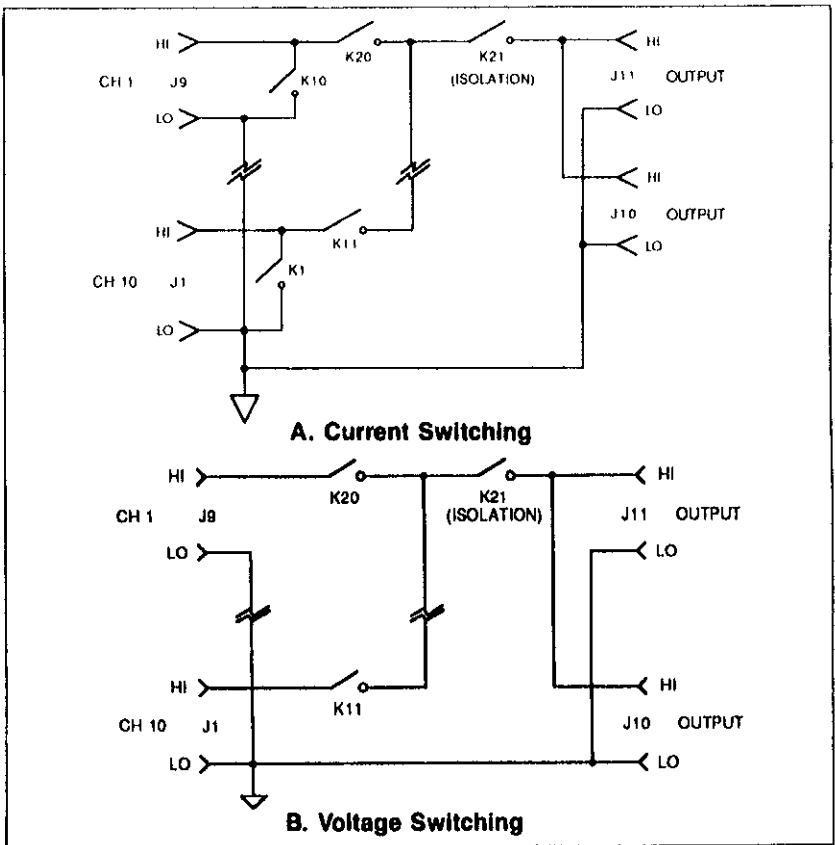 HI
K20
K21
(ISOLATION)
HI
CH 1 J9
K10
J11 OUTPUT
LO
LO
HI
HI
K11
J10 OUTPUT
CH 10 J1
K1
LO
LO
A. Current Switching
HI
K20
K21
(ISOLATION)
HI
CH 1 J9
J11 OUTPUT
LO
LO
HI
K11
HI
CH 10 J1
J10 OUTPUT
LO
LO
B. Voltage Switching